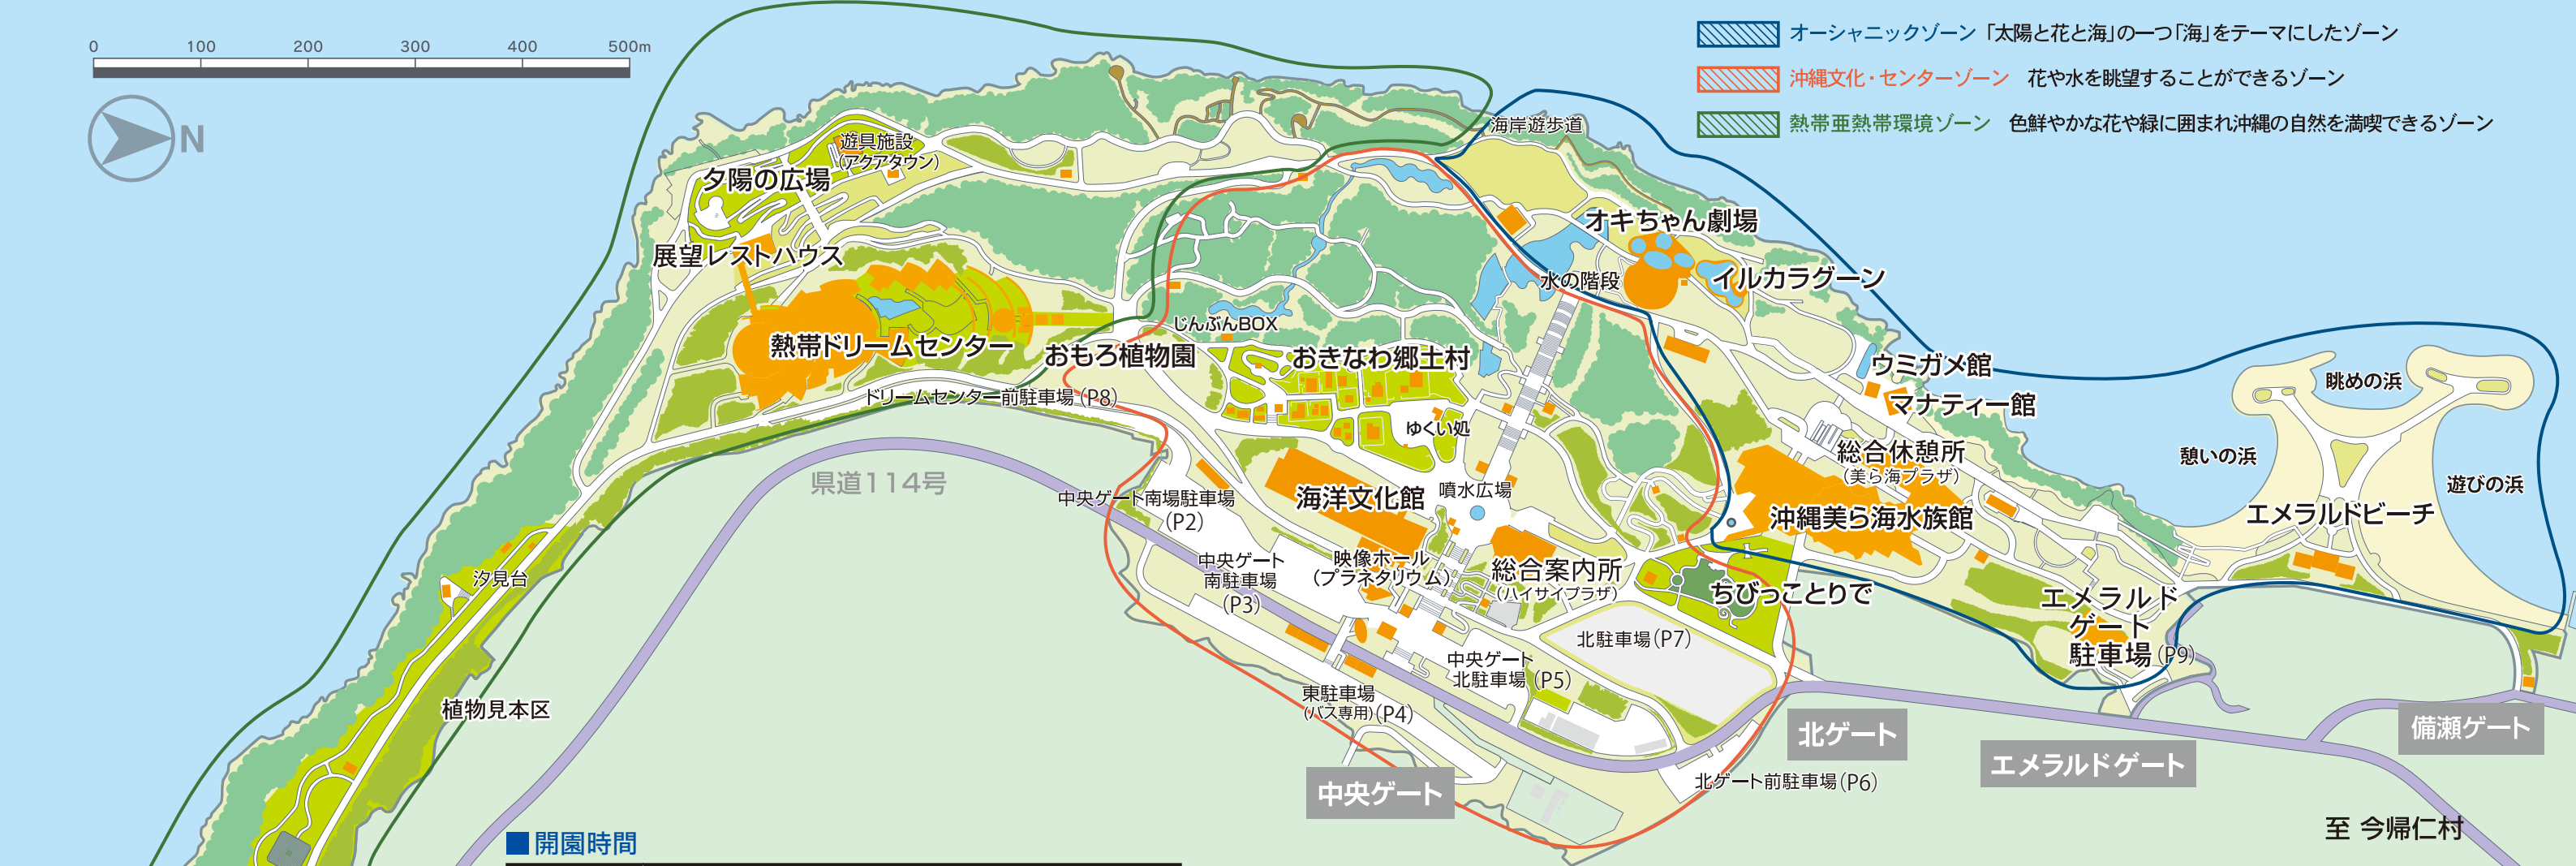 0 100 200 300 400 500m
N
オーシャニックゾーン 「太陽と花と海」の一つ「海」をテーマにしたゾーン
沖縄文化・センターゾーン 花や水を眺望することができるゾーン
熱帯亜熱帯環境ゾーン 色鮮やかな花や緑に囲まれ沖縄の自然を満喫できるゾーン
海岸遊歩道
遊具施設
(アクアタウン)
夕陽の広場
展望レストハウス
オキちゃん劇場
イルカラグーン
水の階段
じんぶんBOX
熱帯ドリームセンター
おもろ植物園
おきなわ郷土村
ウミガメ館
マナティー館
眺めの浜
ドリームセンター前駐車場(P8)
ゆくい処
総合休憩所
(美ら海プラザ)
憩いの浜
遊びの浜
県道114号
中央ゲート南場駐車場
(P2)
海洋文化館
噴水広場
沖縄美ら海水族館
エメラルドビーチ
中央ゲート
南駐車場
(P3)
映像ホール
(プラネタリウム)
総合案内所
(ハイサイプラザ)
汐見台
ちびっことりで
エメラルド
ゲート
駐車場(P9)
北駐車場(P7)
中央ゲート
北駐車場(P5)
東駐車場
(バス専用)(P4)
植物見本区
北ゲート
備瀬ゲート
エメラルドゲート
中央ゲート
北ゲート前駐車場(P6)
至 今帰仁村
開園時間